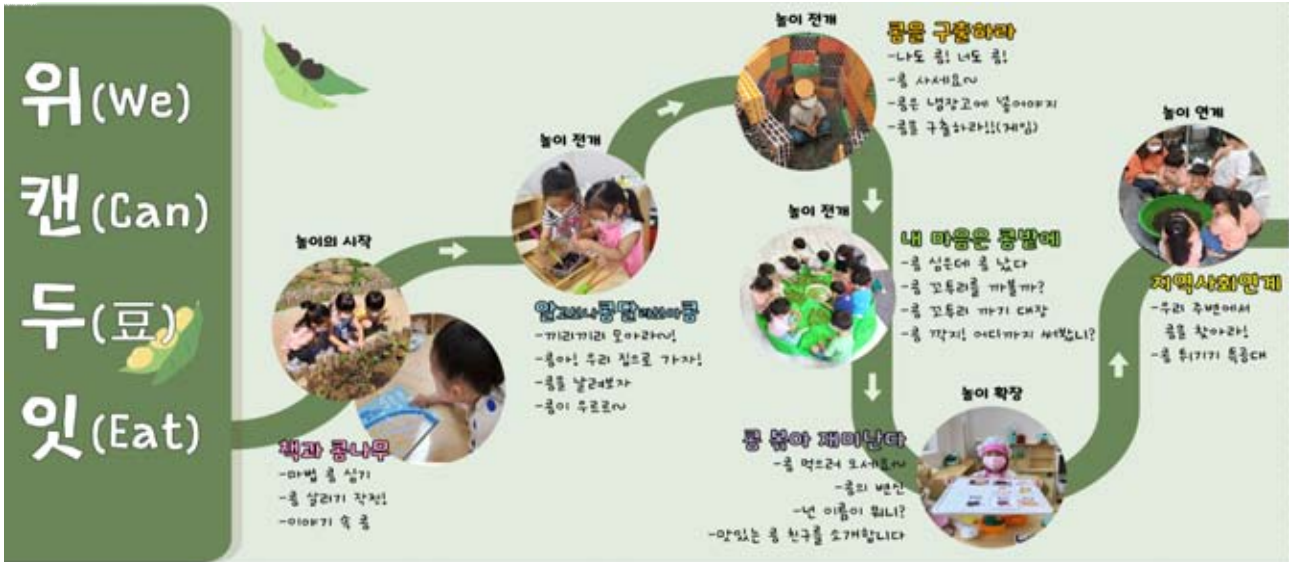 위(We)
캔(Can)
두(豆)
잇(Eat)
놀이의 시작
책과 콩나무
-마법 콩 심기
-콩 살리기 작전!
-이야기 속 콩
놀이 전개
-끼리끼리 모아라~!
-콩아! 우리 집으로 가자!
-콩을 날려보자
-콩이 우르르~
놀이 전개
콩을 구출하라
-나도 콩! 너도 콩!
-콩 사세요~
-콩은 냉장고에 넣어야지
-콩을 구출하라!!(게임)
놀이 전개
내 마음은 콩밭에
-콩 심은데 콩 났다
-콩 꼬투리를 까볼까?
-콩 꼬투리 까기 대장
-콩 깍지! 어디까지 써봤니?
놀이 확장
콩 볶아 재미난다
-콩 먹으러 오세요~
-콩의 변신
-넌 이름이 뭐니?
-맛있는 콩 친구를 소개합니다
놀이 연계
지역사회연계
-우리 주변에서
콩을 찾아라!
-콩 튀기기 특공대